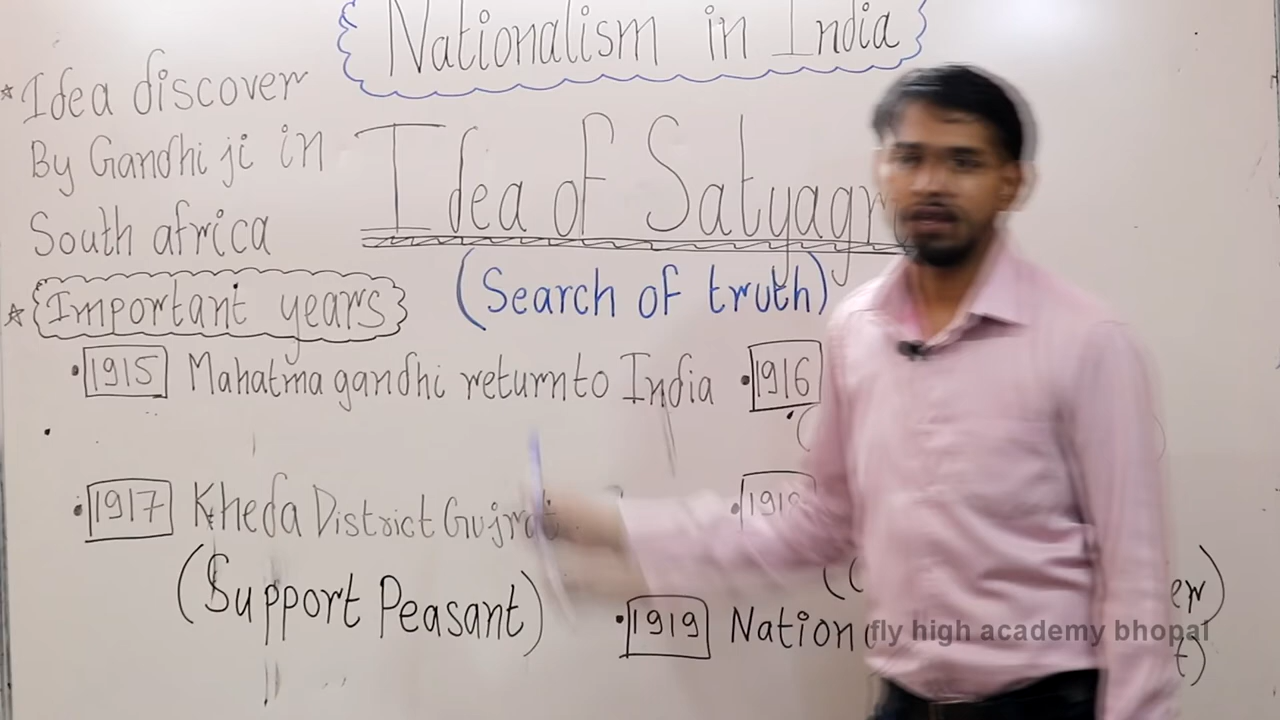 Nationalism in India
* Idea discover
By Gandhi ji in
South africa
Idea of Satyagr
(Search of truth)
* Important years
• 1915 Mahatma gandhi return to India
• 1916
• 1917 Kheda District Gujrat
(Support Peasant)
• 1919 Nation
fly high academy bhopal